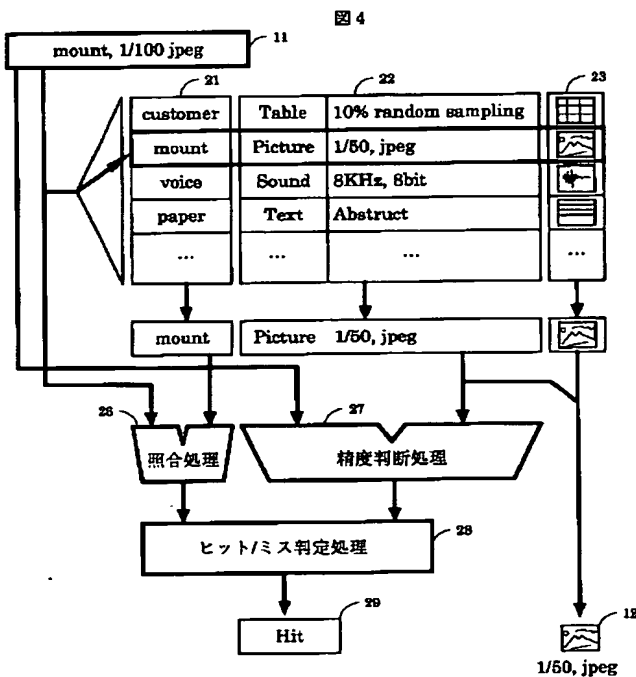 図4
11
mount, 1/100 jpeg
21
22
23
customer Table 10% random sampling
mount Picture 1/50, jpeg
voice Sound 8KHz, 8bit
paper Text Abstruct
... ... ...
mount Picture 1/50, jpeg
26
27
照合処理 精度判断処理
28
ヒット/ミス判定処理
29
Hit
12
1/50, jpeg